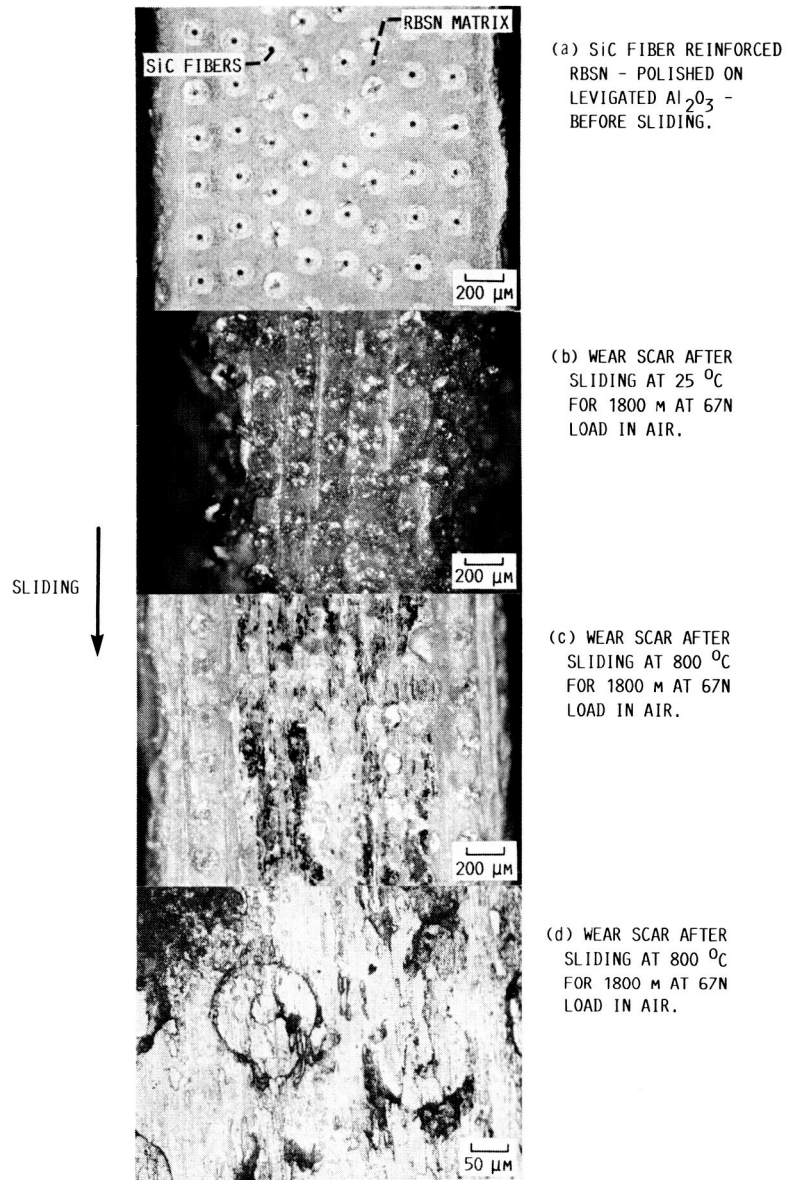 RBSN MATRIX
SiC FIBERS
200 μM
(a) SiC FIBER REINFORCED
RBSN - POLISHED ON
LEVIGATED Al2O3 -
BEFORE SLIDING.
200 μM
(b) WEAR SCAR AFTER
SLIDING AT 25 °C
FOR 1800 M AT 67N
LOAD IN AIR.
SLIDING
200 μM
(c) WEAR SCAR AFTER
SLIDING AT 800 °C
FOR 1800 M AT 67N
LOAD IN AIR.
50 μM
(d) WEAR SCAR AFTER
SLIDING AT 800 °C
FOR 1800 M AT 67N
LOAD IN AIR.